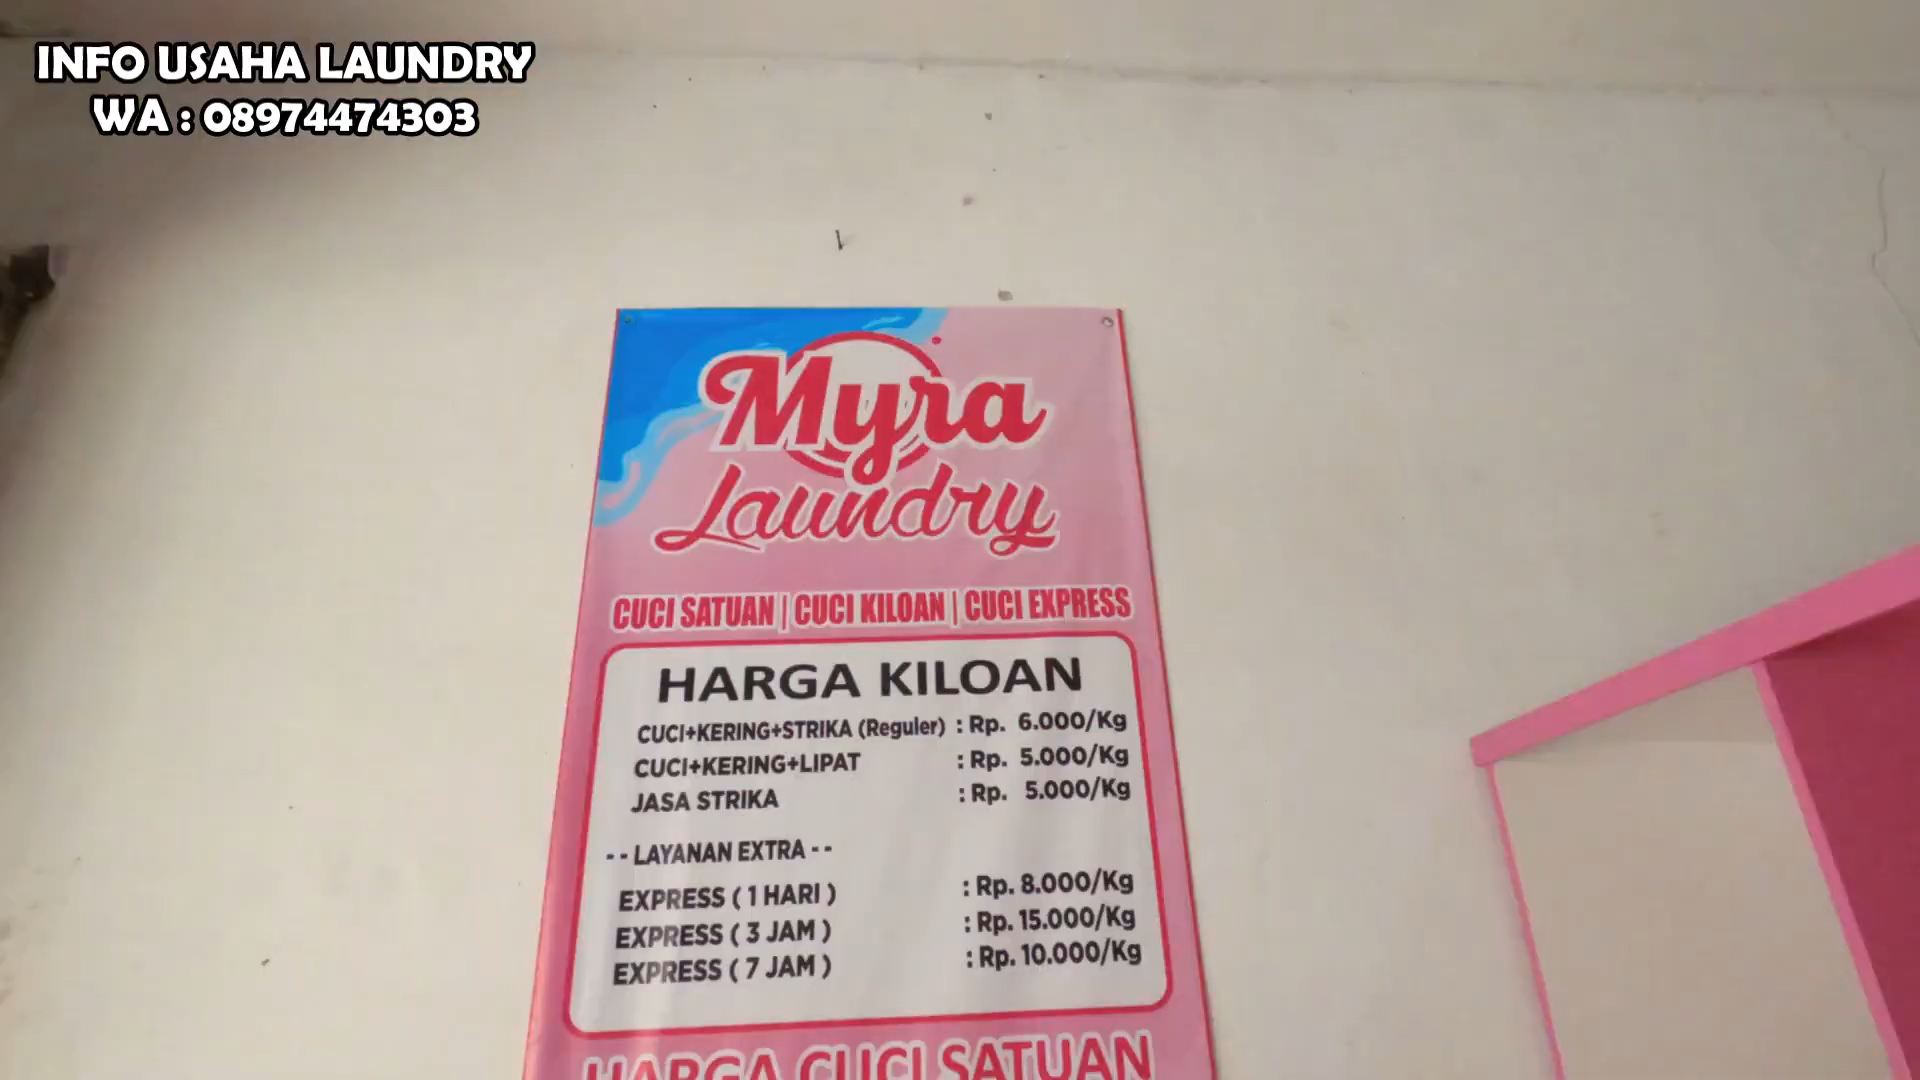 INFO USAHA LAUNDRY
WA : 08974474303
Myra
Laundry
CUCI SATUAN | CUCI KILOAN | CUCI EXPRESS
HARGA KILOAN
CUCI+KERING+STRIKA (Reguler) : Rp. 6.000/Kg
CUCI+KERING+LIPAT : Rp. 5.000/Kg
JASA STRIKA : Rp. 5.000/Kg
- - LAYANAN EXTRA - -
EXPRESS ( 1 HARI ) : Rp. 8.000/Kg
EXPRESS ( 3 JAM ) : Rp. 15.000/Kg
EXPRESS ( 7 JAM ) : Rp. 10.000/Kg
HARGA CUCI SATUAN